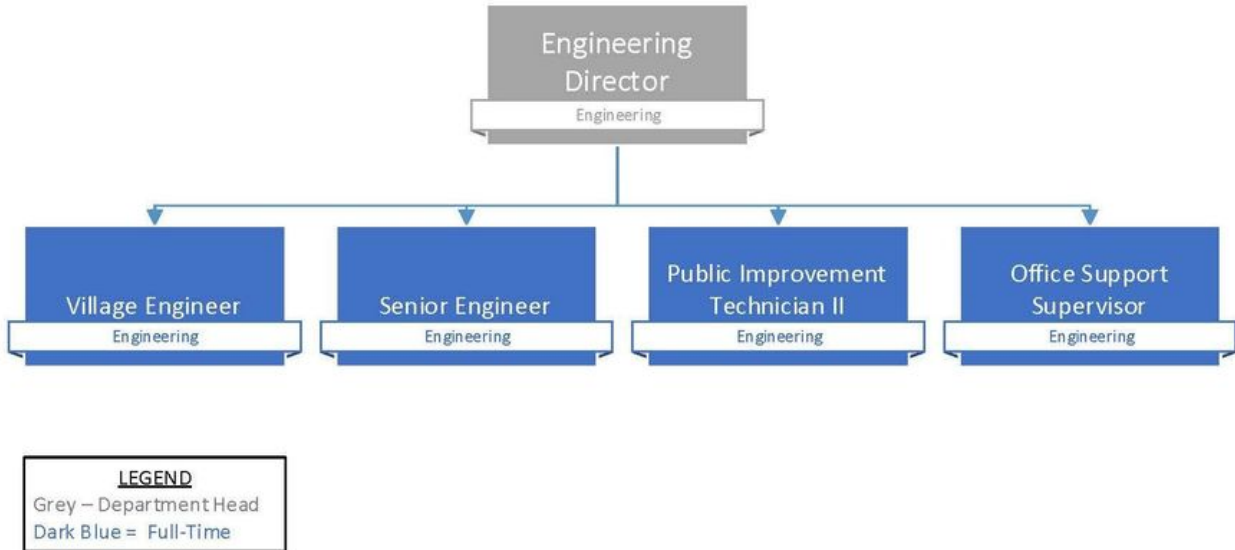 Engineering
Director
Engineering
Village Engineer
Engineering
Senior Engineer
Engineering
Public Improvement
Technician II
Engineering
Office Support
Supervisor
Engineering
LEGEND
Grey – Department Head
Dark Blue = Full-Time